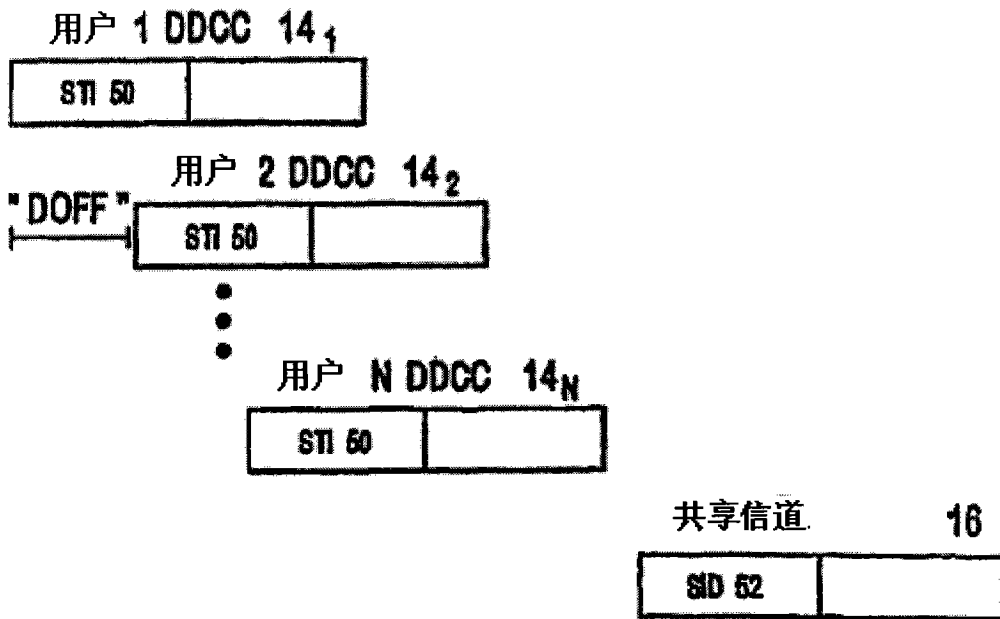 用户 1 DDCC 14₁
STI 50
用户 2 DDCC 14₂
"DOFF"
STI 50
用户 N DDCC 14_N
STI 50
共享信道 16
SID 52